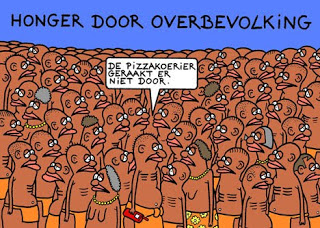 HONGER DOOR OVERBEVOLKING
DE PIZZAKOERIER
GERAAKT ER
NIET DOOR.